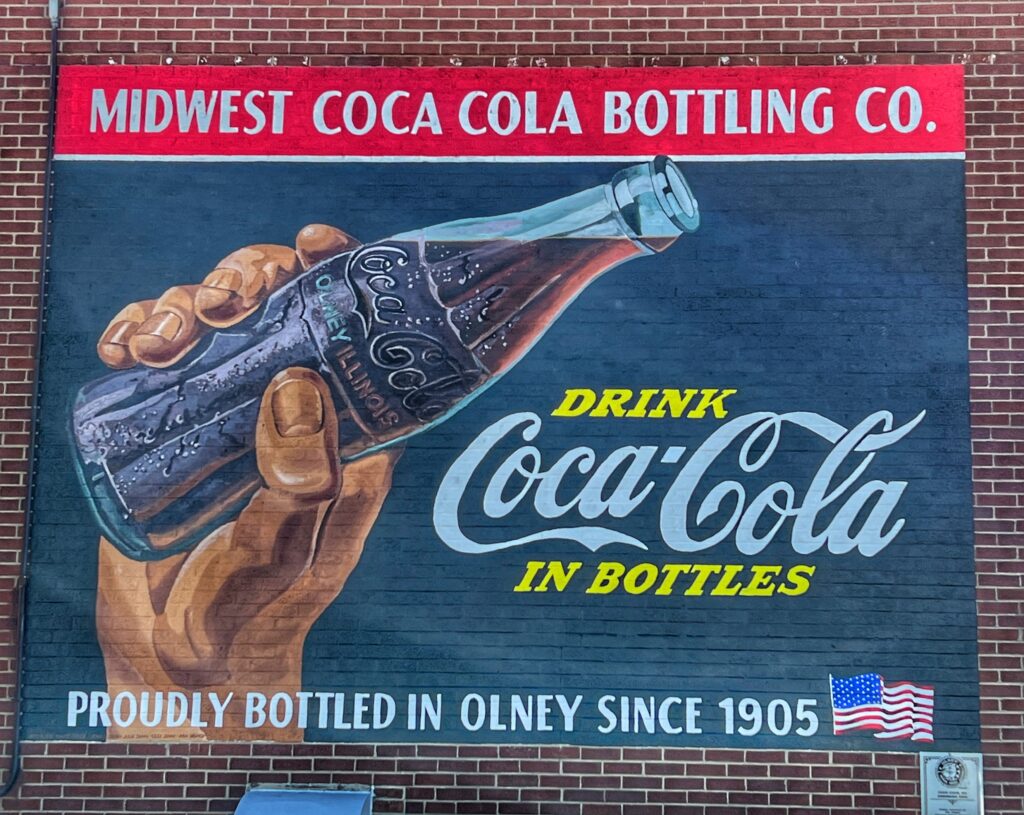 MIDWEST COCA COLA BOTTLING CO.
Coca-Cola
OLNEY ILLINOIS
DRINK
Coca-Cola
IN BOTTLES
PROUDLY BOTTLED IN OLNEY SINCE 1905